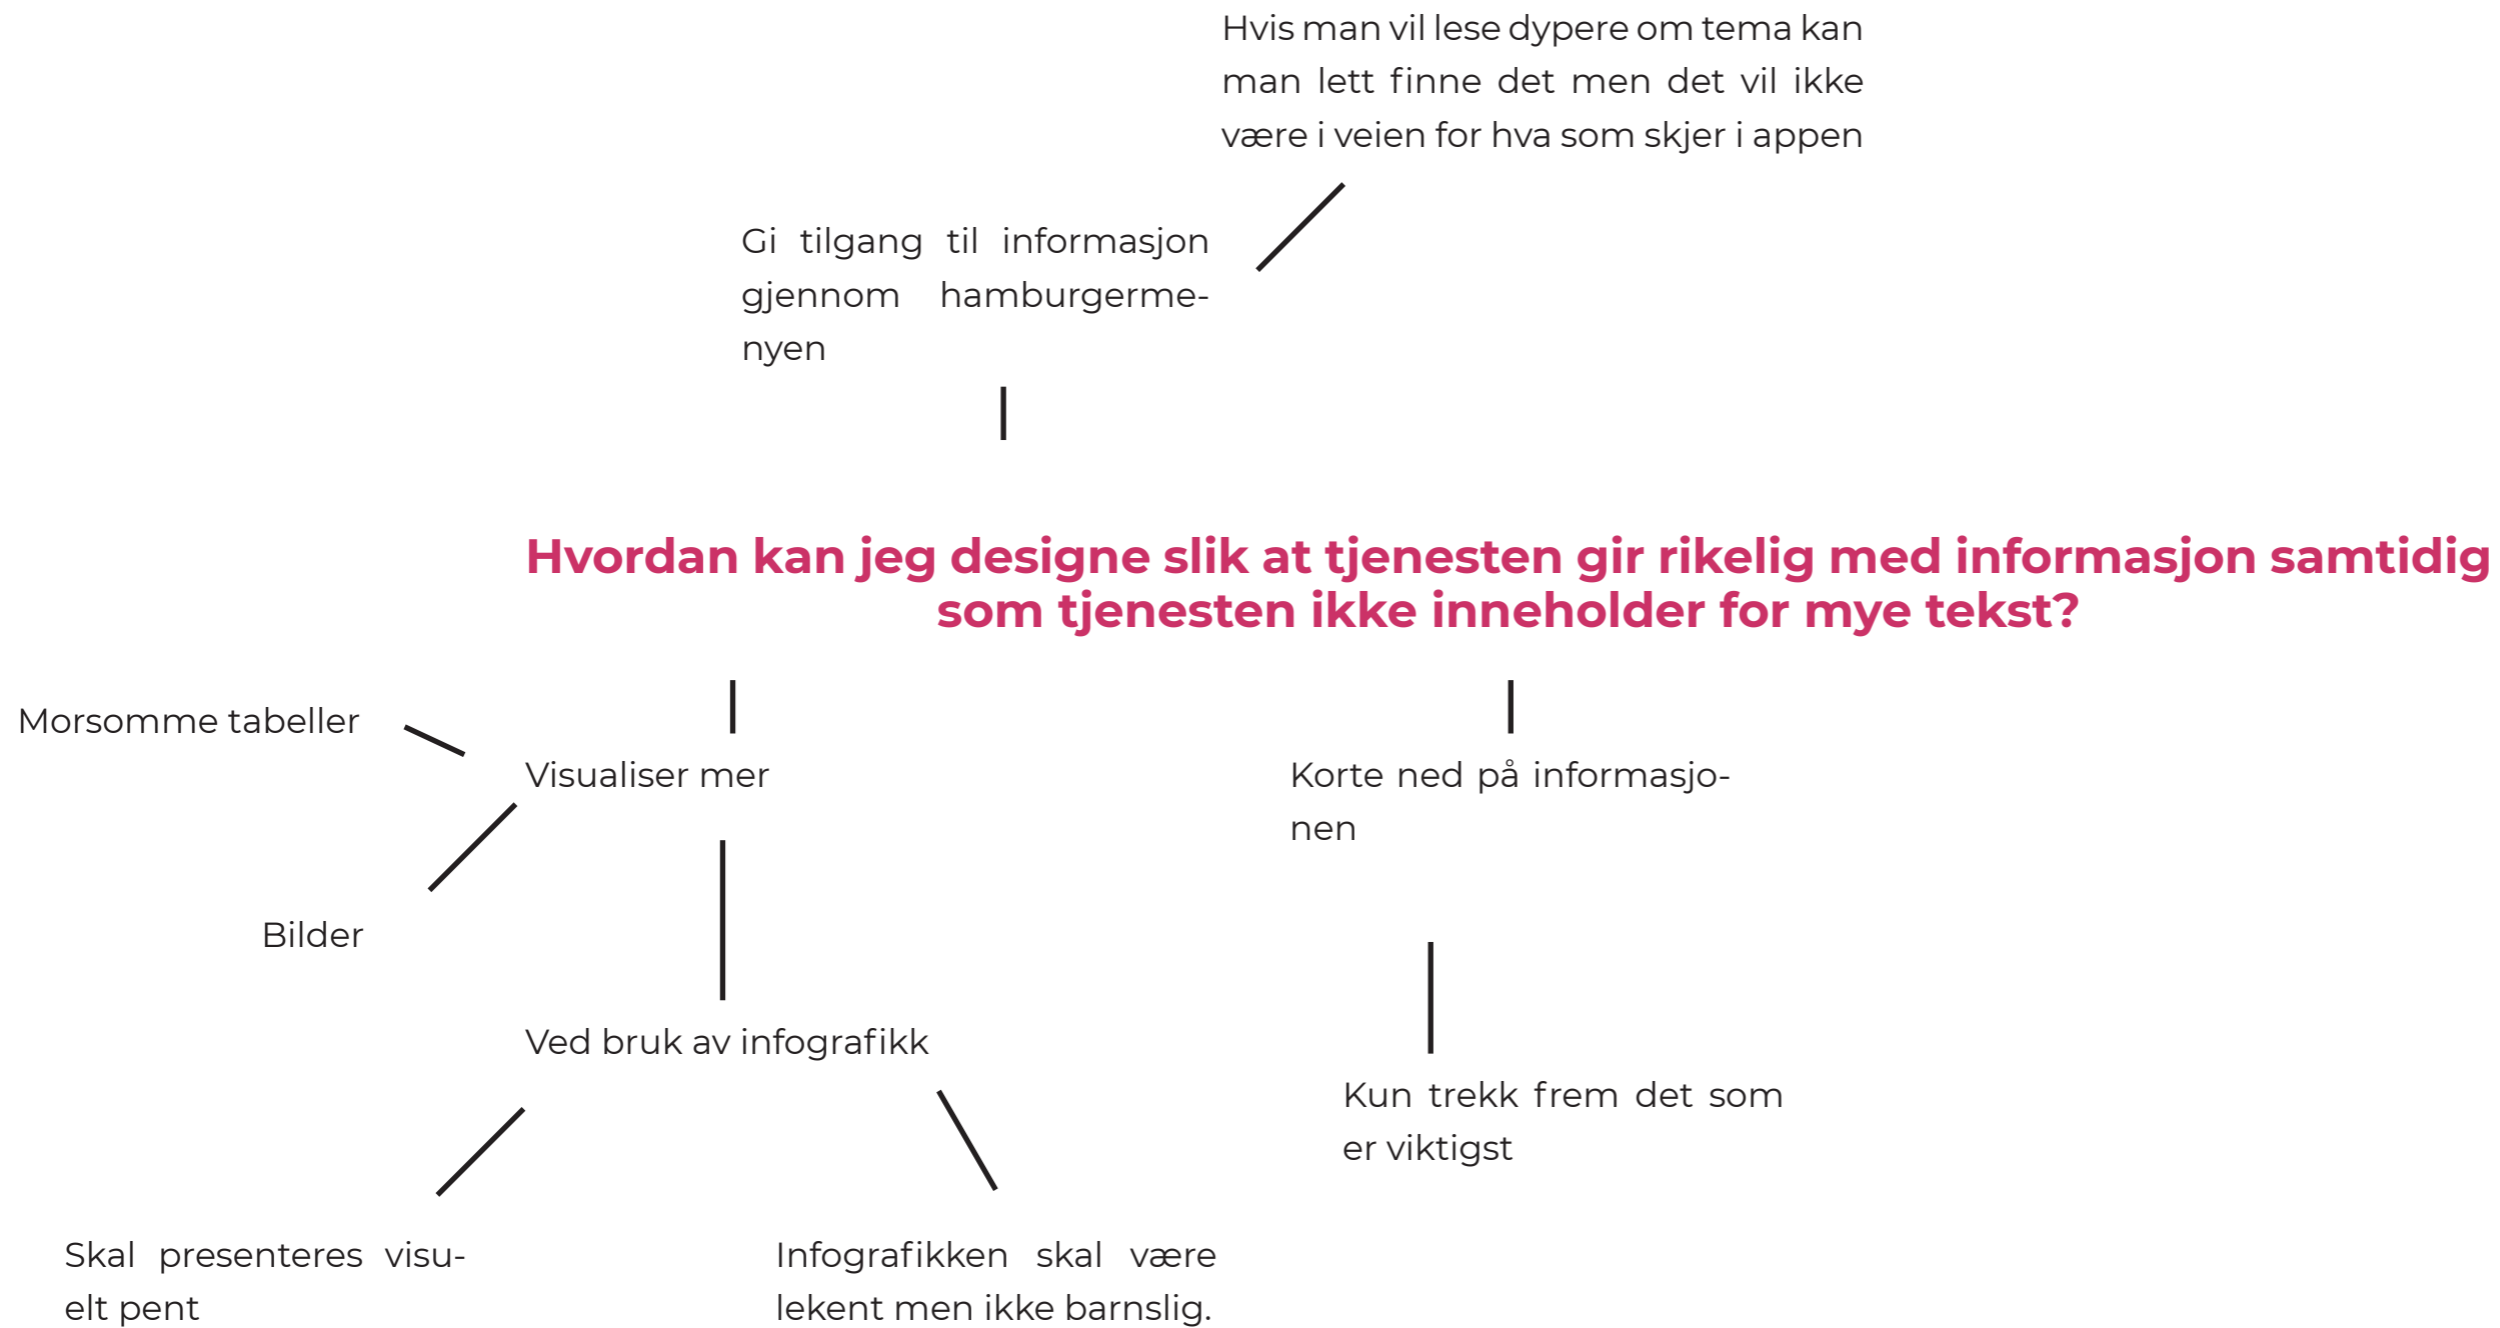 Hvis man vil lese dypere om tema kan
man lett finne det men det vil ikke
være i veien for hva som skjer i appen
Gi tilgang til informasjon
gjennom hamburgerme-
nyen
Hvordan kan jeg designe slik at tjenesten gir rikelig med informasjon samtidig
som tjenesten ikke inneholder for mye tekst?
Morsomme tabeller
Visualiser mer
Korte ned på informasjo-
nen
Bilder
Ved bruk av infografikk
Kun trekk frem det som
er viktigst
Skal presenteres visu-
elt pent
Infografikken skal være
lekent men ikke barnslig.